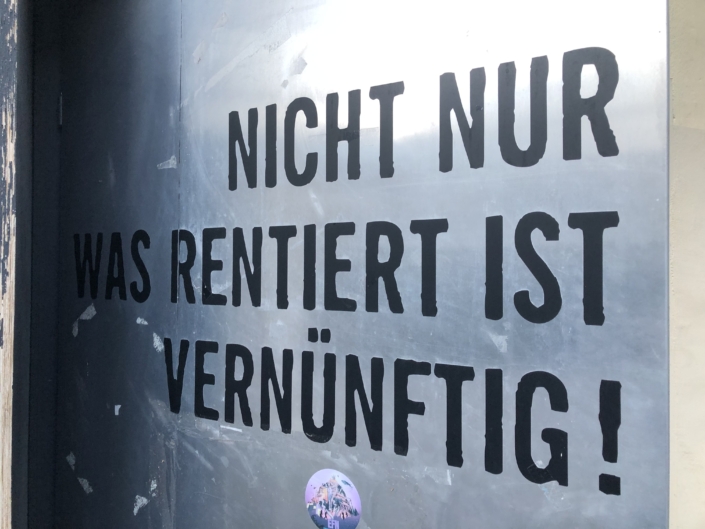 NICHT NUR
WAS RENTIERT IST
VERNÜNFTIG!